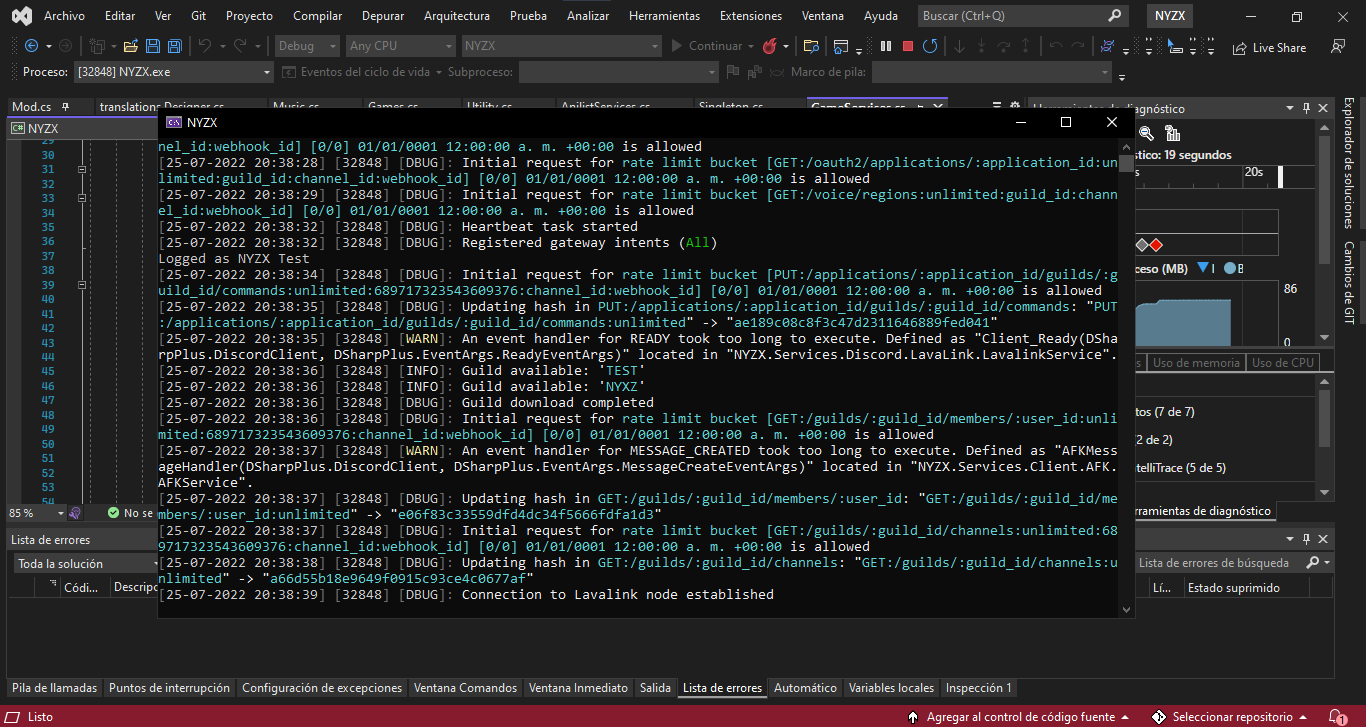 Archivo Editar Ver Git Proyecto Compilar Depurar Arquitectura Prueba Analizar Herramientas Extensiones Ventana Ayuda Buscar (Ctrl+Q) NYZX
Debug Any CPU NYZX Continuar Live Share
Proceso: [32848] NYZX.exe Eventos del ciclo de vida Subproceso: Marco de pila:
Mod.cs translation Designer.cs Music.cs Games.cs Utility.cs AnilistServices.cs Singleton.cs GameServices.cs Herramientas de diagnóstico
C# NYZX
NYZX
nel_id:webhook_id] [0/0] 01/01/0001 12:00:00 a. m. +00:00 is allowed
[25-07-2022 20:38:28] [32848] [DBUG]: Initial request for rate limit bucket [GET:/oauth2/applications/:application_id:un
limited:guild_id:channel_id:webhook_id] [0/0] 01/01/0001 12:00:00 a. m. +00:00 is allowed
[25-07-2022 20:38:29] [32848] [DBUG]: Initial request for rate limit bucket [GET:/voice/regions:unlimited:guild_id:chann
el_id:webhook_id] [0/0] 01/01/0001 12:00:00 a. m. +00:00 is allowed
[25-07-2022 20:38:32] [32848] [DBUG]: Heartbeat task started
[25-07-2022 20:38:32] [32848] [DBUG]: Registered gateway intents (All)
Logged as NYZX Test
[25-07-2022 20:38:34] [32848] [DBUG]: Initial request for rate limit bucket [PUT:/applications/:application_id/guilds/:g
uild_id/commands:unlimited:689717323543609376:channel_id:webhook_id] [0/0] 01/01/0001 12:00:00 a. m. +00:00 is allowed
[25-07-2022 20:38:35] [32848] [DBUG]: Updating hash in PUT:/applications/:application_id/guilds/:guild_id/commands: "PUT
:/applications/:application_id/guilds/:guild_id/commands:unlimited" -> "ae189c08c8f3c47d2311646889fed041"
[25-07-2022 20:38:35] [32848] [WARN]: An event handler for READY took too long to execute. Defined as "Client_Ready(DSha
rpPlus.DiscordClient, DSharpPlus.EventArgs.ReadyEventArgs)" located in "NYZX.Services.Discord.LavaLink.LavalinkService".
[25-07-2022 20:38:36] [32848] [INFO]: Guild available: 'TEST'
[25-07-2022 20:38:36] [32848] [INFO]: Guild available: 'NYXZ'
[25-07-2022 20:38:36] [32848] [DBUG]: Guild download completed
[25-07-2022 20:38:36] [32848] [DBUG]: Initial request for rate limit bucket [GET:/guilds/:guild_id/members/:user_id:unli
mited:689717323543609376:channel_id:webhook_id] [0/0] 01/01/0001 12:00:00 a. m. +00:00 is allowed
[25-07-2022 20:38:37] [32848] [WARN]: An event handler for MESSAGE_CREATED took too long to execute. Defined as "AFKMess
ageHandler(DSharpPlus.DiscordClient, DSharpPlus.EventArgs.MessageCreateEventArgs)" located in "NYZX.Services.Client.AFK.
AFKService".
[25-07-2022 20:38:37] [32848] [DBUG]: Updating hash in GET:/guilds/:guild_id/members/:user_id: "GET:/guilds/:guild_id/me
mbers/:user_id:unlimited" -> "e06f83c33559dfd4dc34f5666fdfa1d3"
[25-07-2022 20:38:37] [32848] [DBUG]: Initial request for rate limit bucket [GET:/guilds/:guild_id/channels:unlimited:68
9717323543609376:channel_id:webhook_id] [0/0] 01/01/0001 12:00:00 a. m. +00:00 is allowed
[25-07-2022 20:38:38] [32848] [DBUG]: Updating hash in GET:/guilds/:guild_id/channels: "GET:/guilds/:guild_id/channels:u
nlimited" -> "a66d55b18e9649f0915c93ce4c0677af"
[25-07-2022 20:38:39] [32848] [DBUG]: Connection to Lavalink node established
29
30
31
32
33
34
35
36
37
38
39
40
41
42
43
44
45
46
47
48
49
50
51
52
53
54
85 % No se
stico: 19 segundos
s 20s
ceso (MB) I B
86
0
s Uso de memoria Uso de CPU
tos (7 de 7)
2 de 2)
telliTrace (5 de 5)
rramientas de diagnóstico
Explorador de soluciones
Cambios de GIT
Lista de errores
Toda la solución Lista de errores de búsqueda
Códi... Descripc Lí... Estado suprimido
Pila de llamadas Puntos de interrupción Configuración de excepciones Ventana Comandos Ventana Inmediato Salida Lista de errores Automático Variables locales Inspección 1
Listo Agregar al control de código fuente Seleccionar repositorio 1